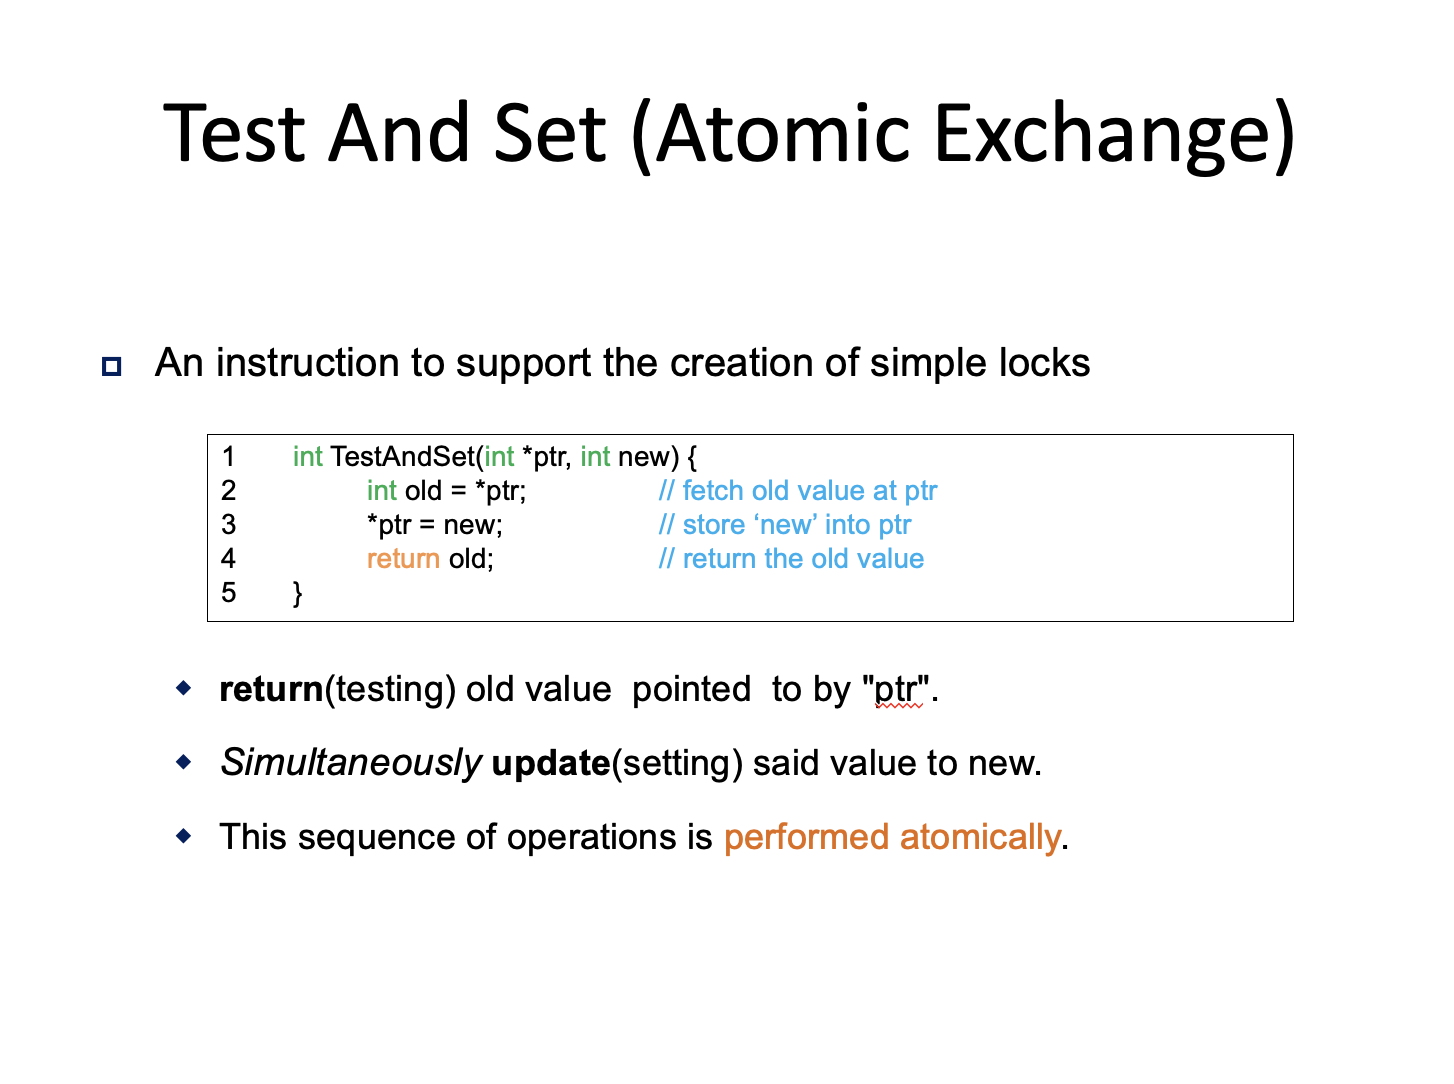 Test And Set (Atomic Exchange)
An instruction to support the creation of simple locks
1 int TestAndSet(int *ptr, int new) {
2 int old = *ptr; // fetch old value at ptr
3 *ptr = new; // store ‘new’ into ptr
4 return old; // return the old value
5 }
return(testing) old value  pointed  to by "ptr".
Simultaneously update(setting) said value to new.
This sequence of operations is performed atomically.